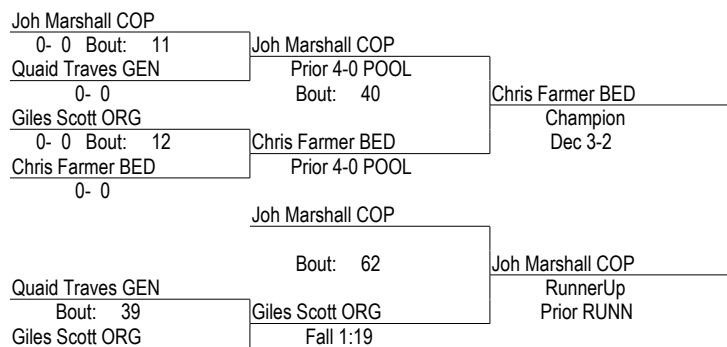 Joh Marshall COP
0- 0 Bout: 11
Joh Marshall COP
Quaid Traves GEN
Prior 4-0 POOL
0- 0
Bout: 40
Chris Farmer BED
Giles Scott ORG
Champion
0- 0 Bout: 12
Chris Farmer BED
Dec 3-2
Chris Farmer BED
Prior 4-0 POOL
0- 0
Joh Marshall COP
Bout: 62
Joh Marshall COP
Quaid Traves GEN
RunnerUp
Bout: 39
Giles Scott ORG
Prior RUNN
Giles Scott ORG
Fall 1:19